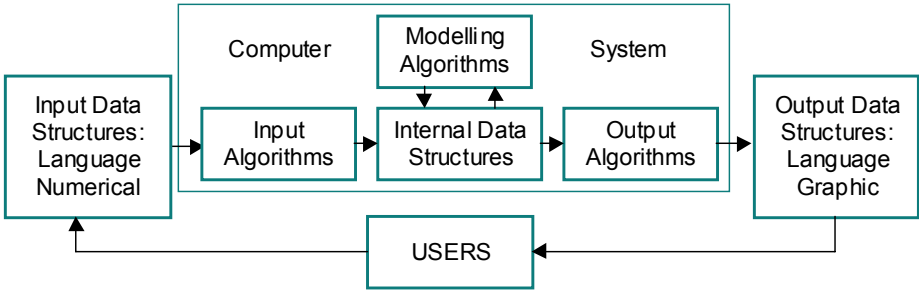 Computer
System
Modelling
Algorithms
Input Data
Structures:
Language
Numerical
Input
Algorithms
Internal Data
Structures
Output
Algorithms
Output Data
Structures:
Language
Graphic
USERS